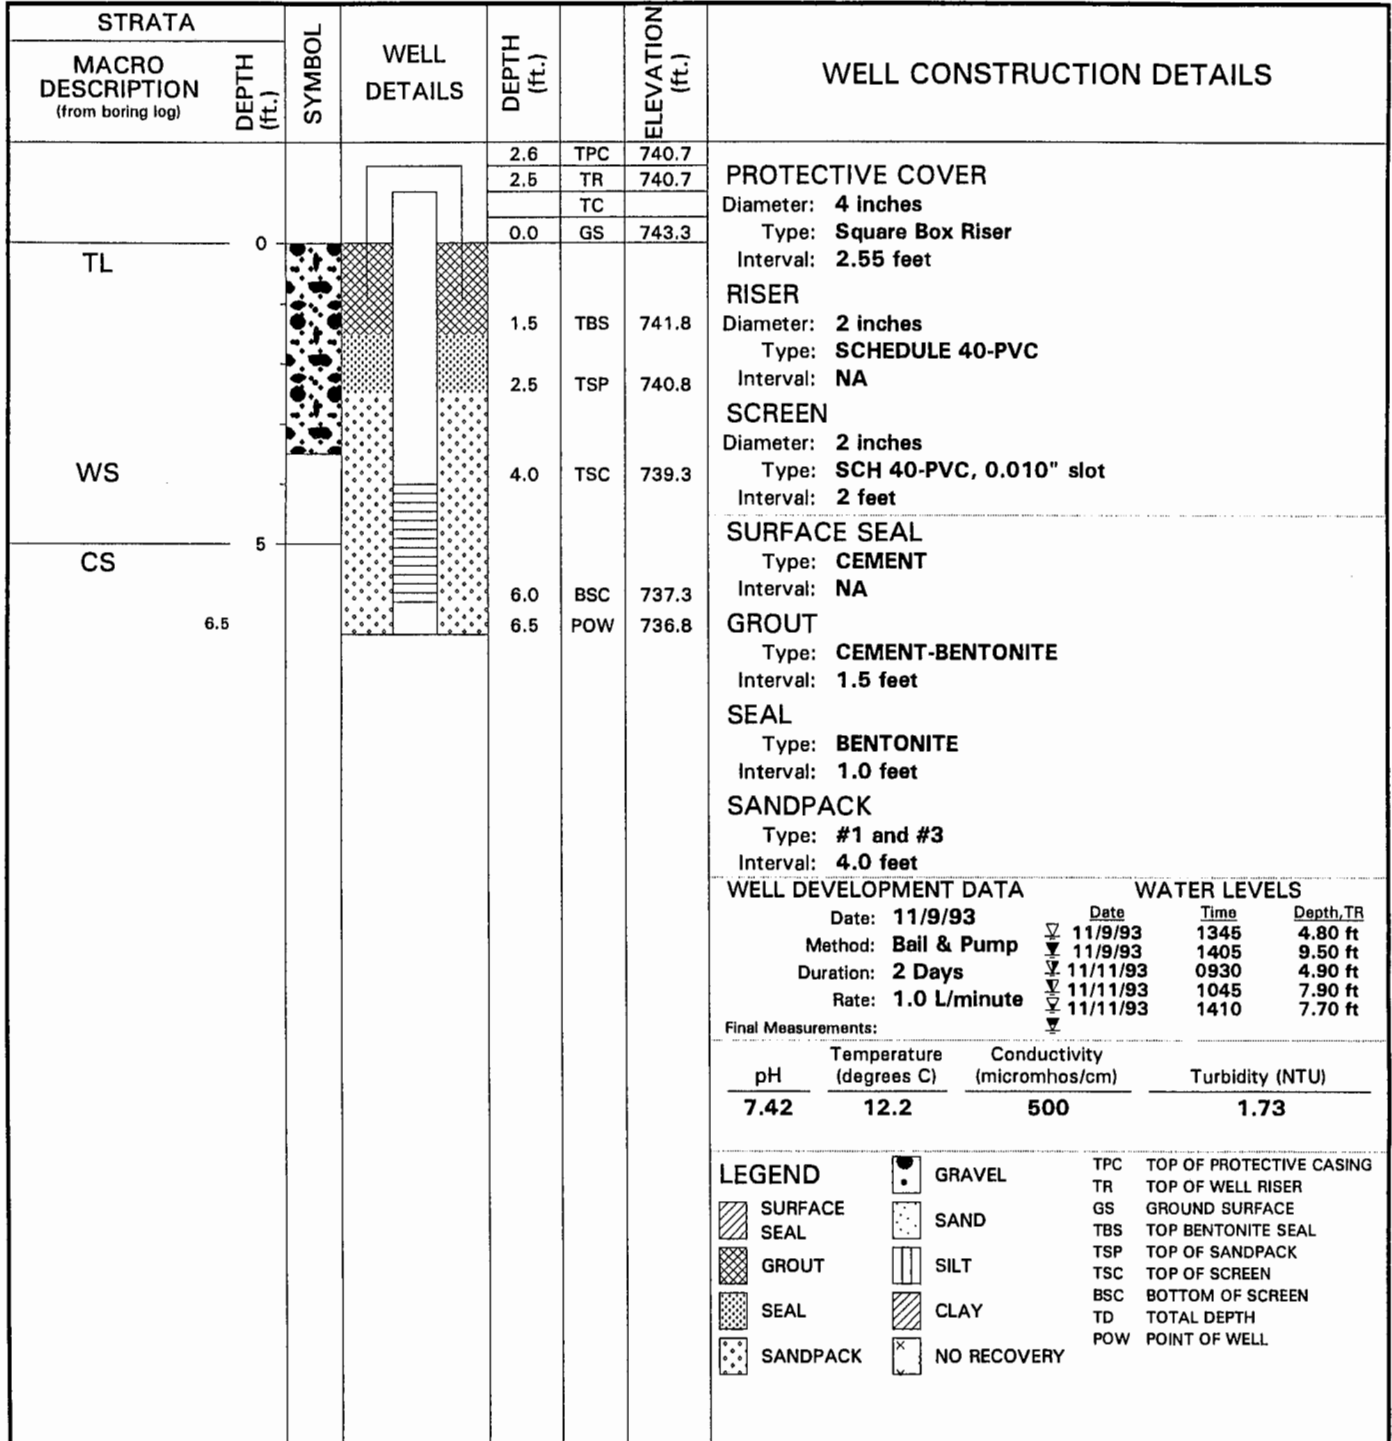 STRATA
MACRO
DESCRIPTION
(from boring log)
DEPTH
(ft.)
SYMBOL
WELL
DETAILS
DEPTH
(ft.)
ELEVATION
(ft.)
WELL CONSTRUCTION DETAILS
2.6 TPC 740.7
2.5 TR 740.7
TC
0.0 GS 743.3
0
TL
1.5 TBS 741.8
2.5 TSP 740.8
WS
4.0 TSC 739.3
5
CS
6.0 BSC 737.3
6.5
6.5 POW 736.8
PROTECTIVE COVER
Diameter: 4 inches
Type: Square Box Riser
Interval: 2.55 feet
RISER
Diameter: 2 inches
Type: SCHEDULE 40-PVC
Interval: NA
SCREEN
Diameter: 2 inches
Type: SCH 40-PVC, 0.010" slot
Interval: 2 feet
SURFACE SEAL
Type: CEMENT
Interval: NA
GROUT
Type: CEMENT-BENTONITE
Interval: 1.5 feet
SEAL
Type: BENTONITE
Interval: 1.0 feet
SANDPACK
Type: #1 and #3
Interval: 4.0 feet
WELL DEVELOPMENT DATA
Date: 11/9/93
Method: Bail & Pump
Duration: 2 Days
Rate: 1.0 L/minute
Final Measurements:
WATER LEVELS
Date Time Depth,TR
11/9/93 1345 4.80 ft
11/9/93 1405 9.50 ft
11/11/93 0930 4.90 ft
11/11/93 1045 7.90 ft
11/11/93 1410 7.70 ft
Temperature Conductivity
pH (degrees C) (micromhos/cm) Turbidity (NTU)
7.42 12.2 500 1.73
LEGEND
SURFACE
SEAL
GROUT
SEAL
SANDPACK
GRAVEL
SAND
SILT
CLAY
NO RECOVERY
TPC TOP OF PROTECTIVE CASING
TR TOP OF WELL RISER
GS GROUND SURFACE
TBS TOP BENTONITE SEAL
TSP TOP OF SANDPACK
TSC TOP OF SCREEN
BSC BOTTOM OF SCREEN
TD TOTAL DEPTH
POW POINT OF WELL